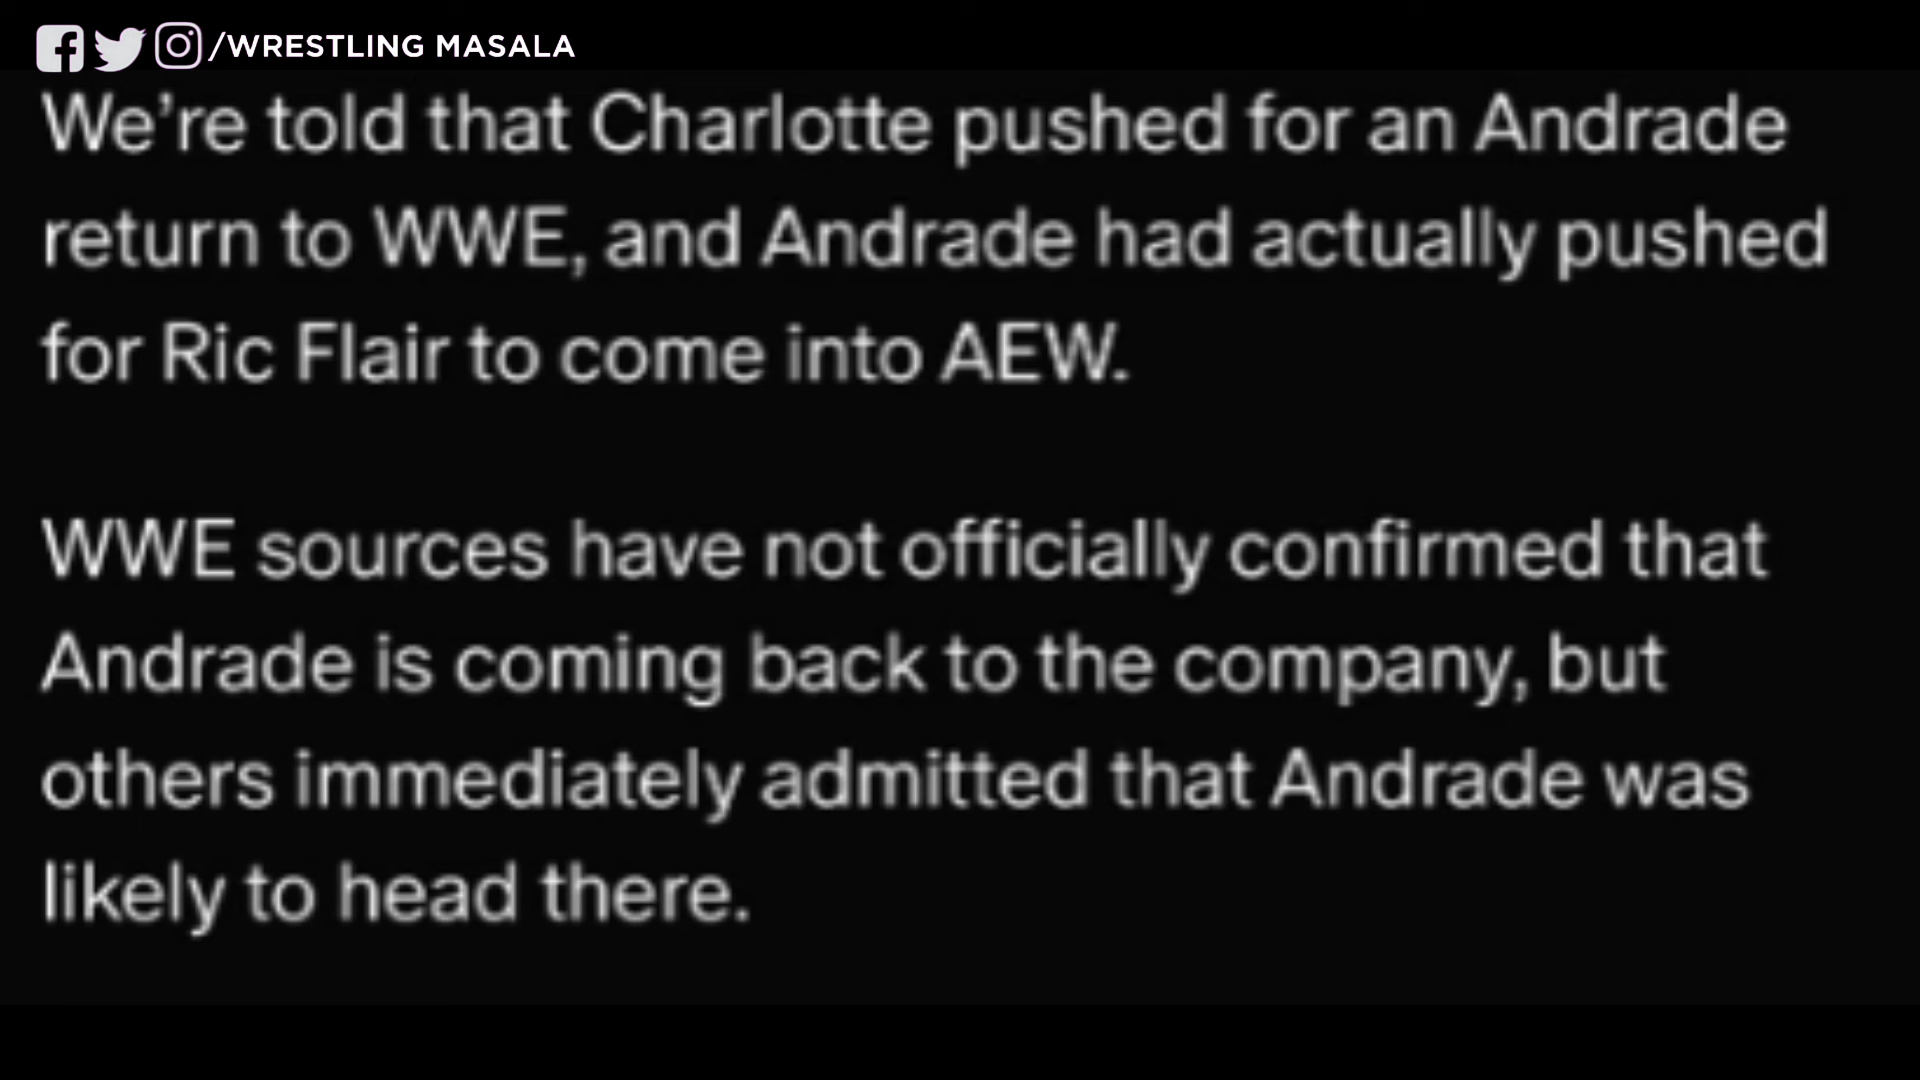 /WRESTLING MASALA
We’re told that Charlotte pushed for an Andrade
return to WWE, and Andrade had actually pushed
for Ric Flair to come into AEW.
WWE sources have not officially confirmed that
Andrade is coming back to the company, but
others immediately admitted that Andrade was
likely to head there.